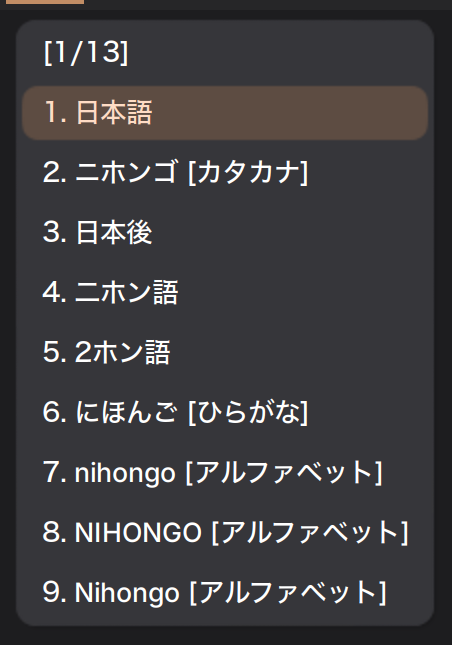 [1/13]
1. 日本語
2. ニホンゴ [カタカナ]
3. 日本後
4. 二ホン語
5. 2ホン語
6. にほんご [ひらがな]
7. nihongo [アルファベット]
8. NIHONGO [アルファベット]
9. Nihongo [アルファベット]